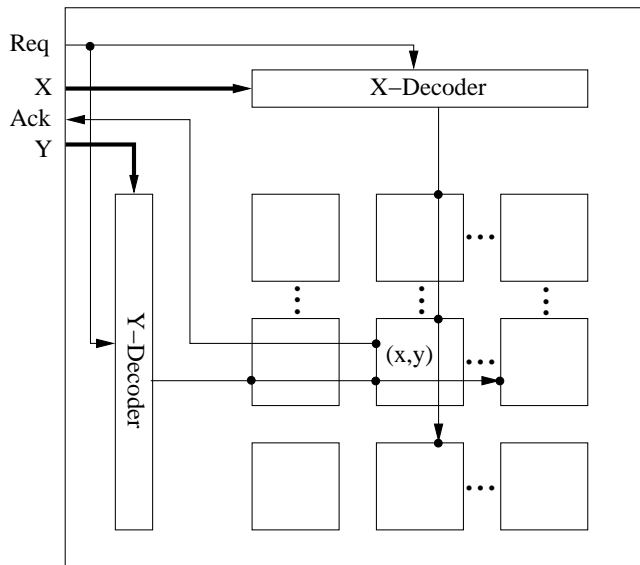 Req
X
X–Decoder
Ack
Y
Y–Decoder
(x,y)